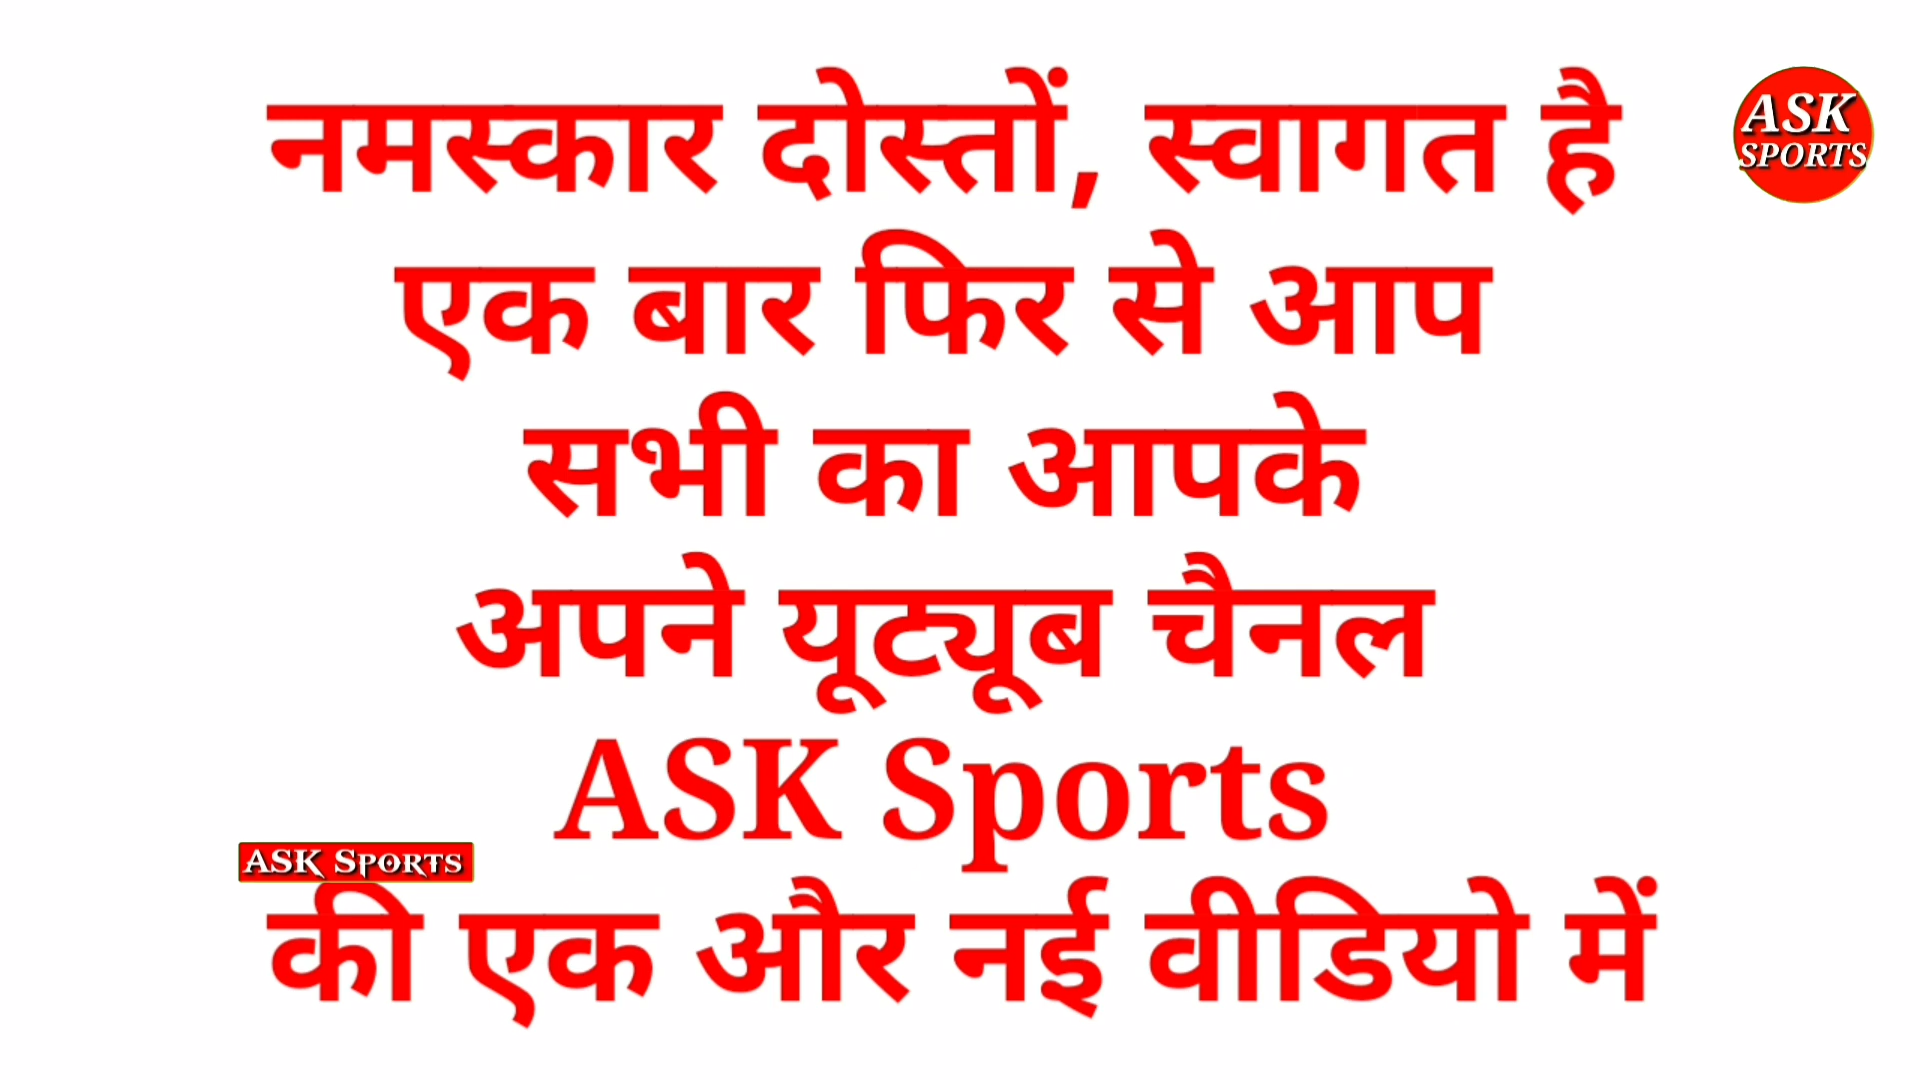 नमस्कार दोस्तों, स्वागत है
ASK
SPORTS
एक बार फिर से आप
सभी का आपके
अपने यूट्यूब चैनल
ASK Sports
ASK SPORTS
की एक और नई वीडियो में